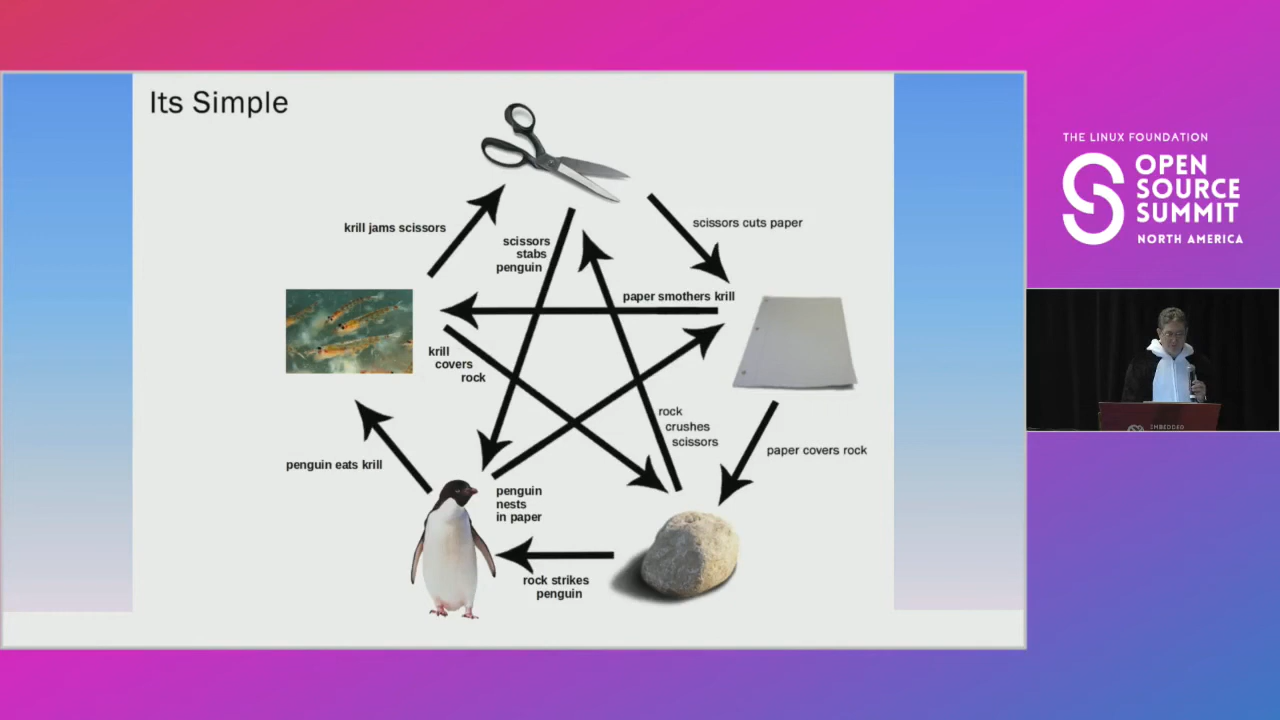 Its Simple
krill jams scissors
scissors
stabs
penguin
scissors cuts paper
paper smothers krill
krill
covers
rock
rock
crushes
scissors
paper covers rock
penguin eats krill
penguin
nests
in paper
rock strikes
penguin
THE LINUX FOUNDATION
OPEN
SOURCE
SUMMIT
NORTH AMERICA
EMBEDDED